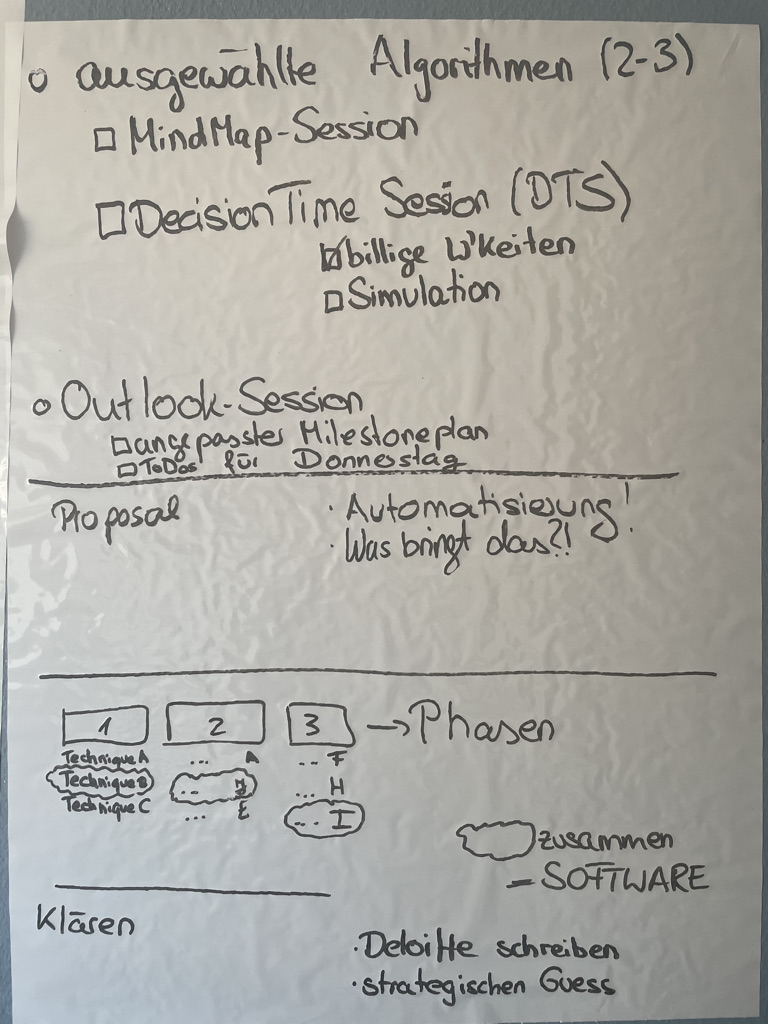 ausgewählte Algorithmen (2-3)
MindMap-Session
DecisionTime Session (DTS)
billige W'Keiten
Simulation
Outlook-Session
angepasster Milestoneplan
ToDos für Donnerstag
Proposal
· Automatisierung!
· Was bringt das?!
1 2 3 → Phasen
Technique A ... A ... F
Technique B ... ... H
Technique C ... E ... I
zusammen
= SOFTWARE
Klären
· Deloitte schreiben
· strategischen Guess